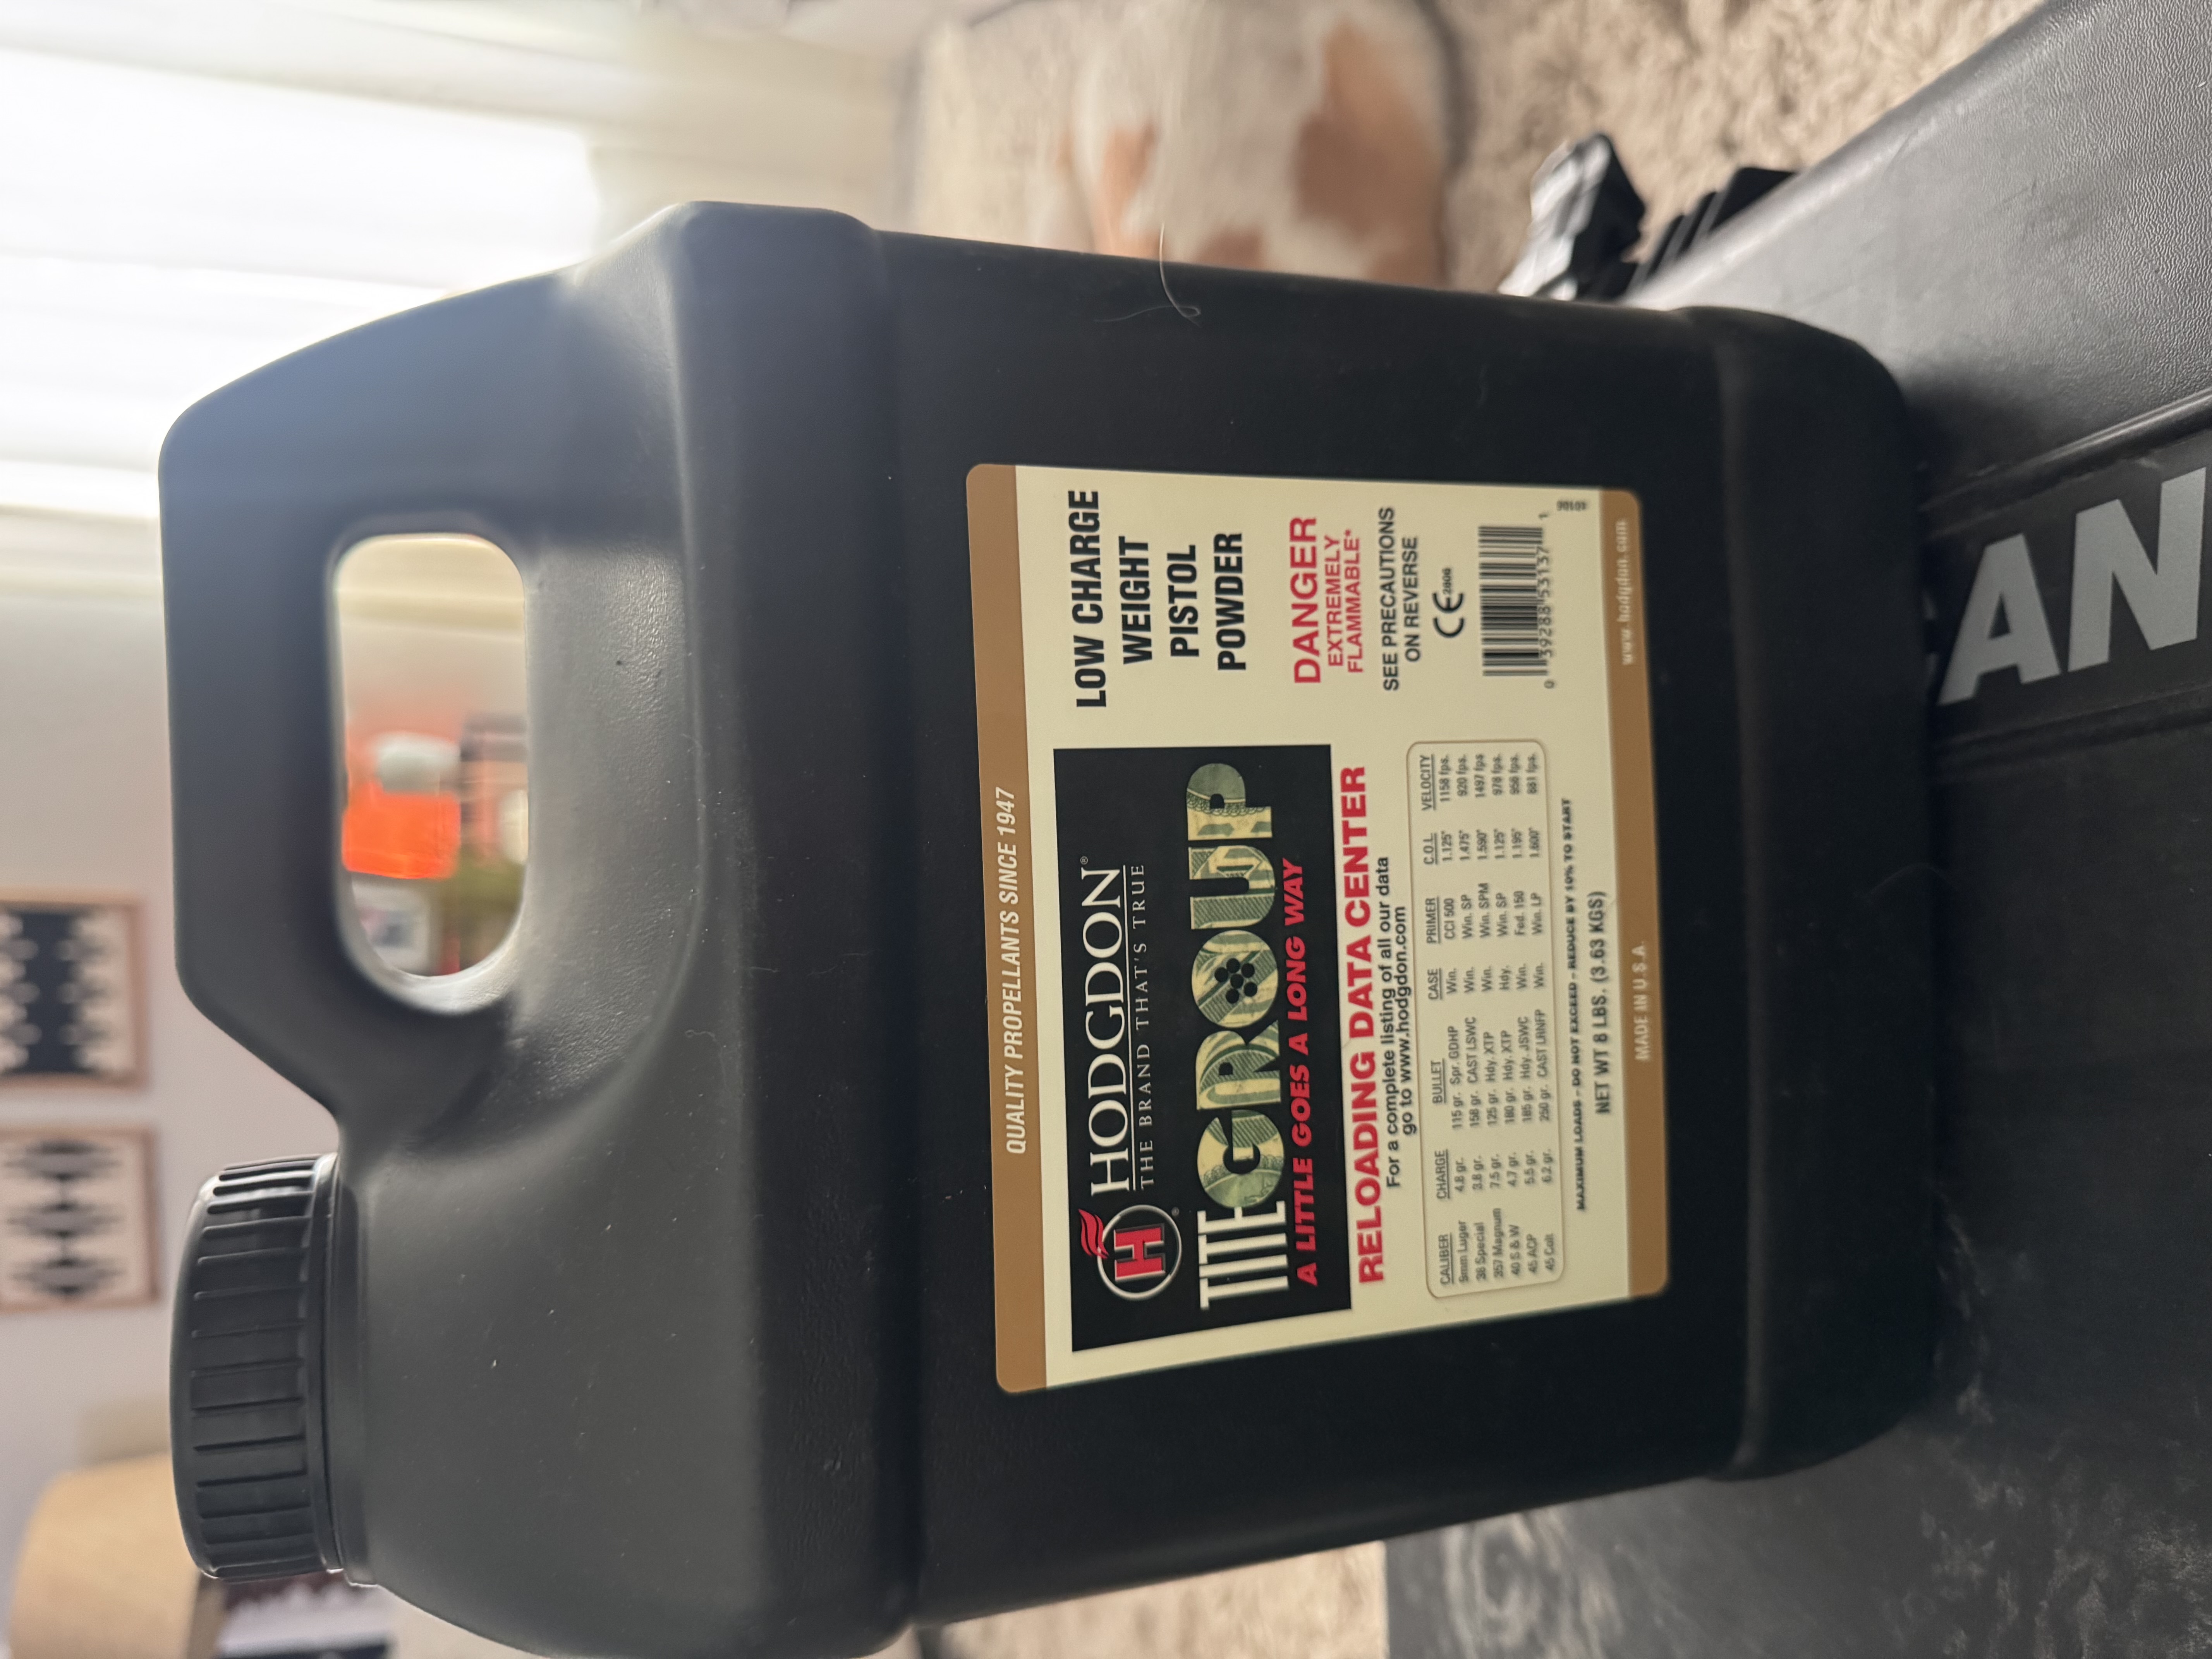 QUALITY PROPELLANTS SINCE 1947
H
®
HODGDON®
THE BRAND THAT'S TRUE
TITEGROUP
A LITTLE GOES A LONG WAY
LOW CHARGE
WEIGHT
PISTOL
POWDER
DANGER
EXTREMELY
FLAMMABLE*
SEE PRECAUTIONS
ON REVERSE
CE 2806
0 39288 53137 1
RELOADING DATA CENTER
For a complete listing of all our data
go to www.hodgdon.com
CALIBER CHARGE BULLET CASE PRIMER C.O.L. VELOCITY
9mm Luger 4.8 gr. 115 gr. Spr. GDHP Win. CCI 500 1.125" 1158 fps.
38 Special 3.8 gr. 158 gr. CAST LSWC Win. Win. SP 1.475" 920 fps.
357 Magnum 7.5 gr. 125 gr. Hdy. XTP Win. Win. SPM 1.590" 1497 fps
40 S & W 4.7 gr. 180 gr. Hdy. XTP Hdy. Win. SP 1.125" 978 fps.
45 ACP 5.5 gr. 185 gr. Hdy. JSWC Win. Fed. 150 1.195" 956 fps.
45 Colt 6.2 gr. 250 gr. CAST LRNFP Win. Win. LP 1.600" 881 fps.
MAXIMUM LOADS - DO NOT EXCEED - REDUCE BY 10% TO START
NET WT 8 LBS. (3.63 KGS)
MADE IN U.S.A.
www.hodgdon.com
AN